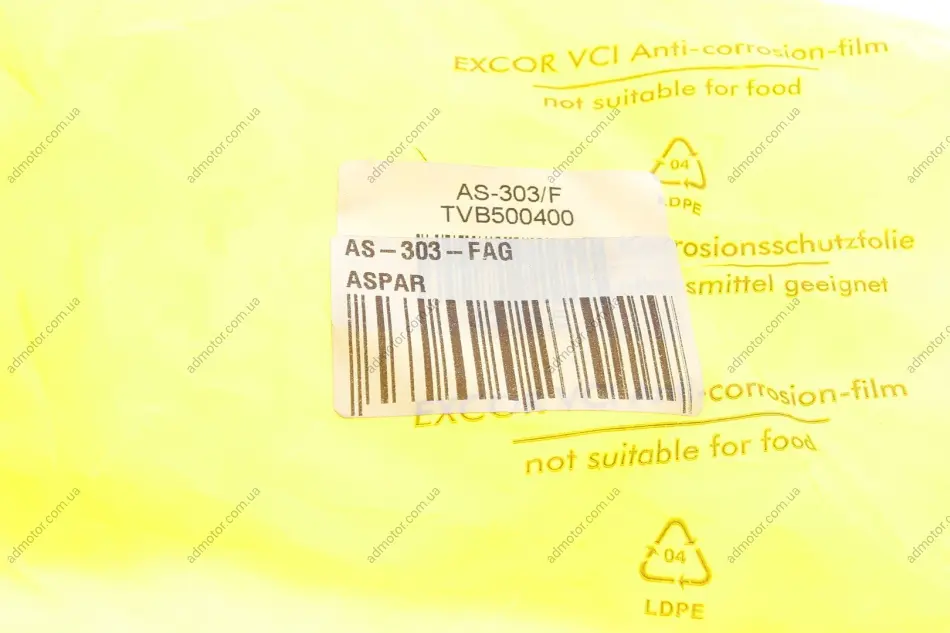 EXCOR VCI Anti-corrosion-film
not suitable for food
04
LDPE
AS-303/F
TVB500400
rosionsschutzfolie
smittel geeignet
AS-303-FAG
ASPAR
corrosion-film
not suitable for food
04
LDPE
admotor.com.ua